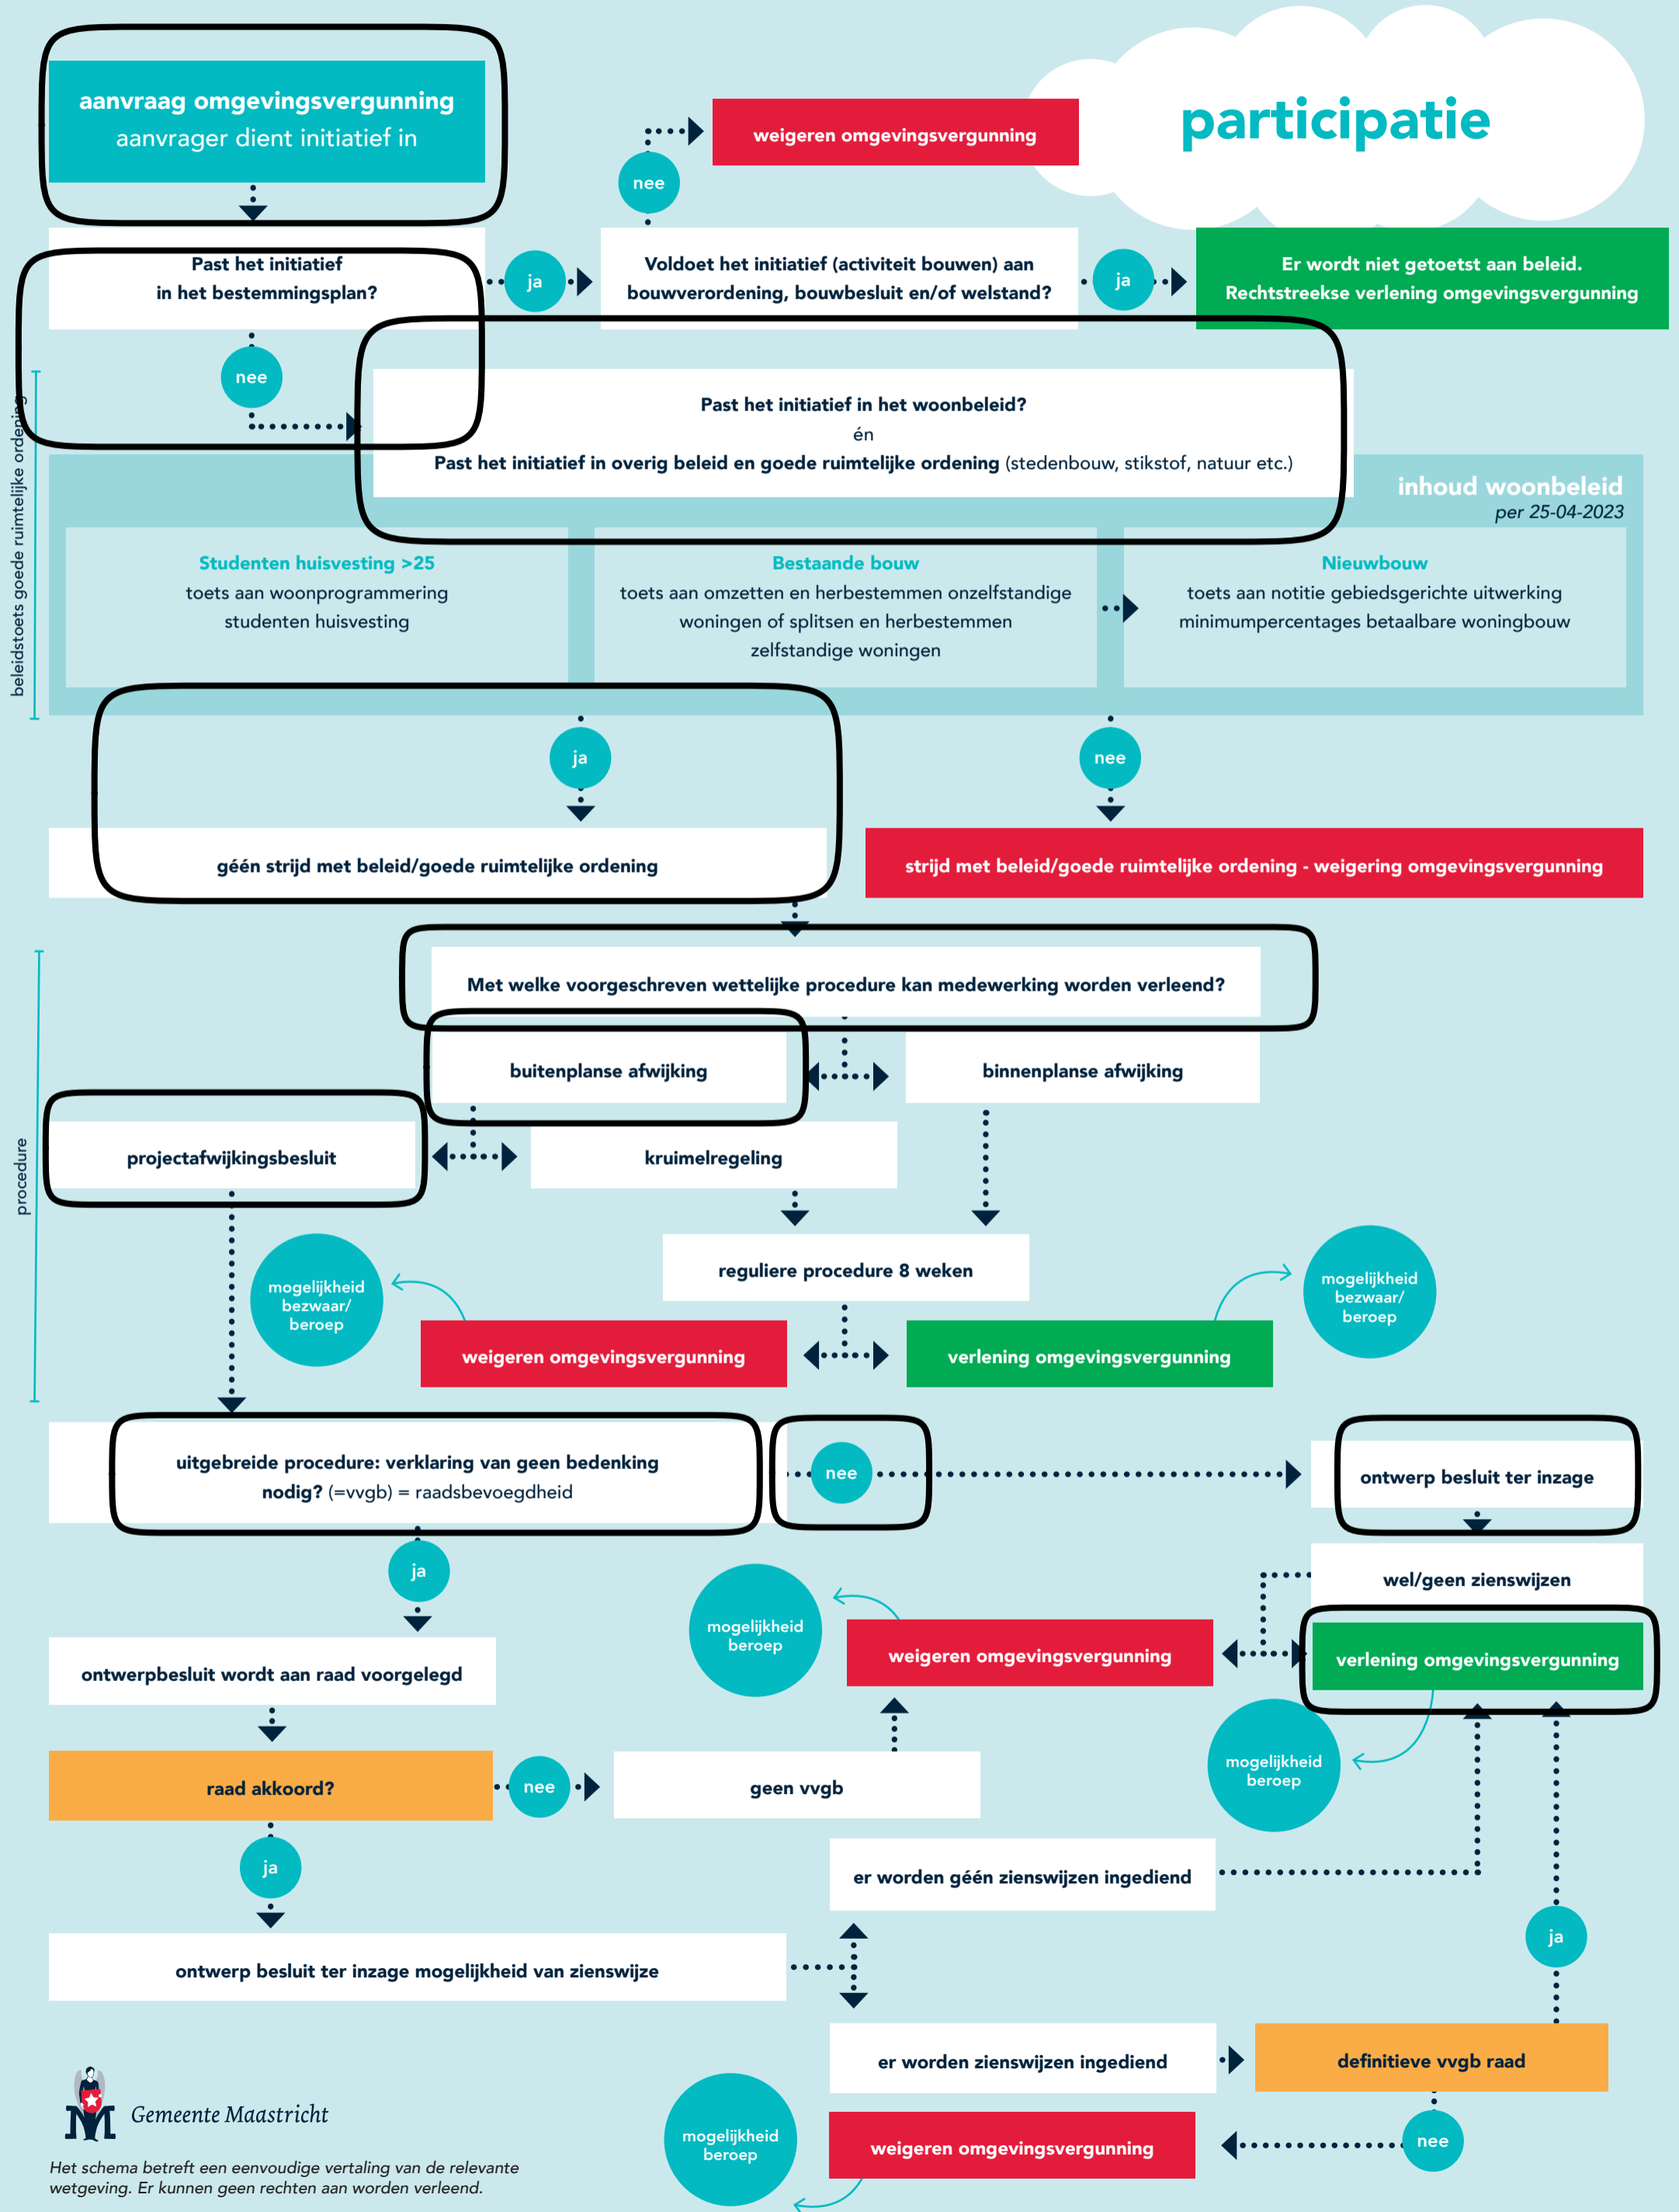 aanvraag omgevingsvergunning
aanvrager dient initiatief in
weigeren omgevingsvergunning
participatie
nee
Past het initiatief
in het bestemmingsplan?
ja
Voldoet het initiatief (activiteit bouwen) aan
bouwverordening, bouwbesluit en/of welstand?
ja
Er wordt niet getoetst aan beleid.
Rechtstreekse verlening omgevingsvergunning
nee
beleidstoets goede ruimtelijke ordening
Past het initiatief in het woonbeleid?
én
Past het initiatief in overig beleid en goede ruimtelijke ordening (stedenbouw, stikstof, natuur etc.)
inhoud woonbeleid
per 25-04-2023
Studenten huisvesting >25
toets aan woonprogrammering
studenten huisvesting
Bestaande bouw
toets aan omzetten en herbestemmen onzelfstandige
woningen of splitsen en herbestemmen
zelfstandige woningen
Nieuwbouw
toets aan notitie gebiedsgerichte uitwerking
minimumpercentages betaalbare woningbouw
ja
nee
géén strijd met beleid/goede ruimtelijke ordening
strijd met beleid/goede ruimtelijke ordening - weigering omgevingsvergunning
procedure
Met welke voorgeschreven wettelijke procedure kan medewerking worden verleend?
buitenplanse afwijking
binnenplanse afwijking
projectafwijkingsbesluit
kruimelregeling
reguliere procedure 8 weken
mogelijkheid
bezwaar/
beroep
mogelijkheid
bezwaar/
beroep
weigeren omgevingsvergunning
verlening omgevingsvergunning
uitgebreide procedure: verklaring van geen bedenking
nodig? (=vvgb) = raadsbevoegdheid
nee
ontwerp besluit ter inzage
ja
wel/geen zienswijzen
mogelijkheid
beroep
weigeren omgevingsvergunning
verlening omgevingsvergunning
ontwerpbesluit wordt aan raad voorgelegd
mogelijkheid
beroep
raad akkoord?
nee
geen vvgb
ja
er worden géén zienswijzen ingediend
ja
ontwerp besluit ter inzage mogelijkheid van zienswijze
er worden zienswijzen ingediend
definitieve vvgb raad
Gemeente Maastricht
mogelijkheid
beroep
weigeren omgevingsvergunning
nee
Het schema betreft een eenvoudige vertaling van de relevante
wetgeving. Er kunnen geen rechten aan worden verleend.